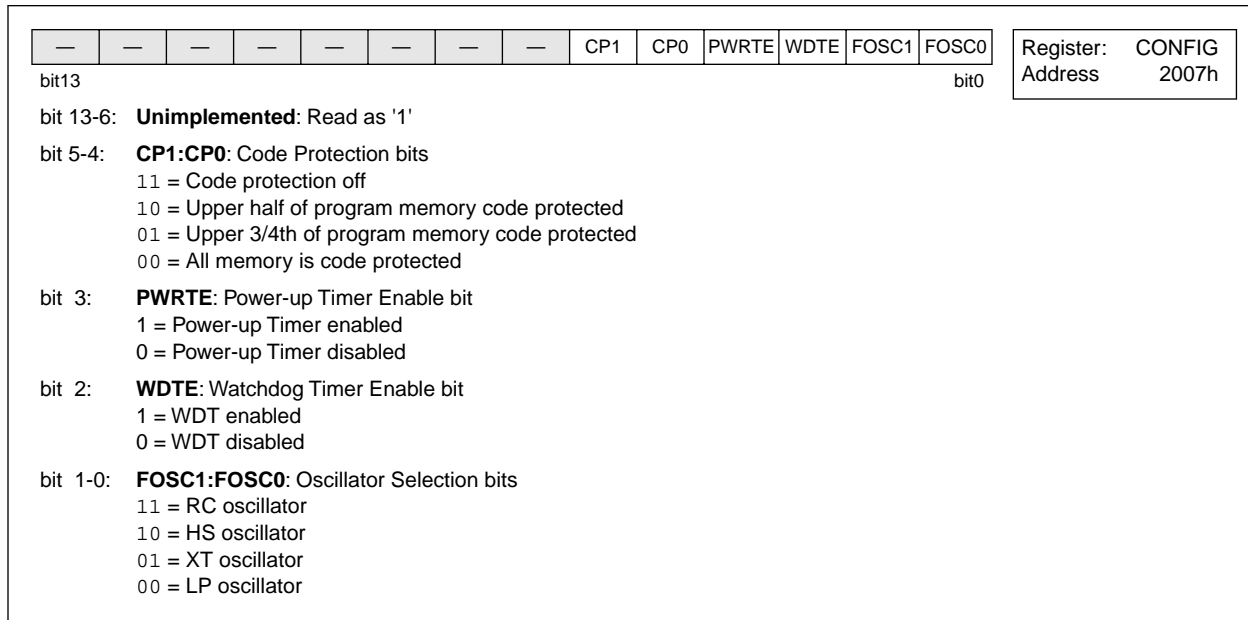 — — — — — — — — CP1 CP0 PWRTE WDTE FOSC1 FOSC0
bit13 bit0
Register: CONFIG
Address 2007h
bit 13-6: Unimplemented: Read as '1'
bit 5-4: CP1:CP0: Code Protection bits
11 = Code protection off
10 = Upper half of program memory code protected
01 = Upper 3/4th of program memory code protected
00 = All memory is code protected
bit 3: PWRTE: Power-up Timer Enable bit
1 = Power-up Timer enabled
0 = Power-up Timer disabled
bit 2: WDTE: Watchdog Timer Enable bit
1 = WDT enabled
0 = WDT disabled
bit 1-0: FOSC1:FOSC0: Oscillator Selection bits
11 = RC oscillator
10 = HS oscillator
01 = XT oscillator
00 = LP oscillator